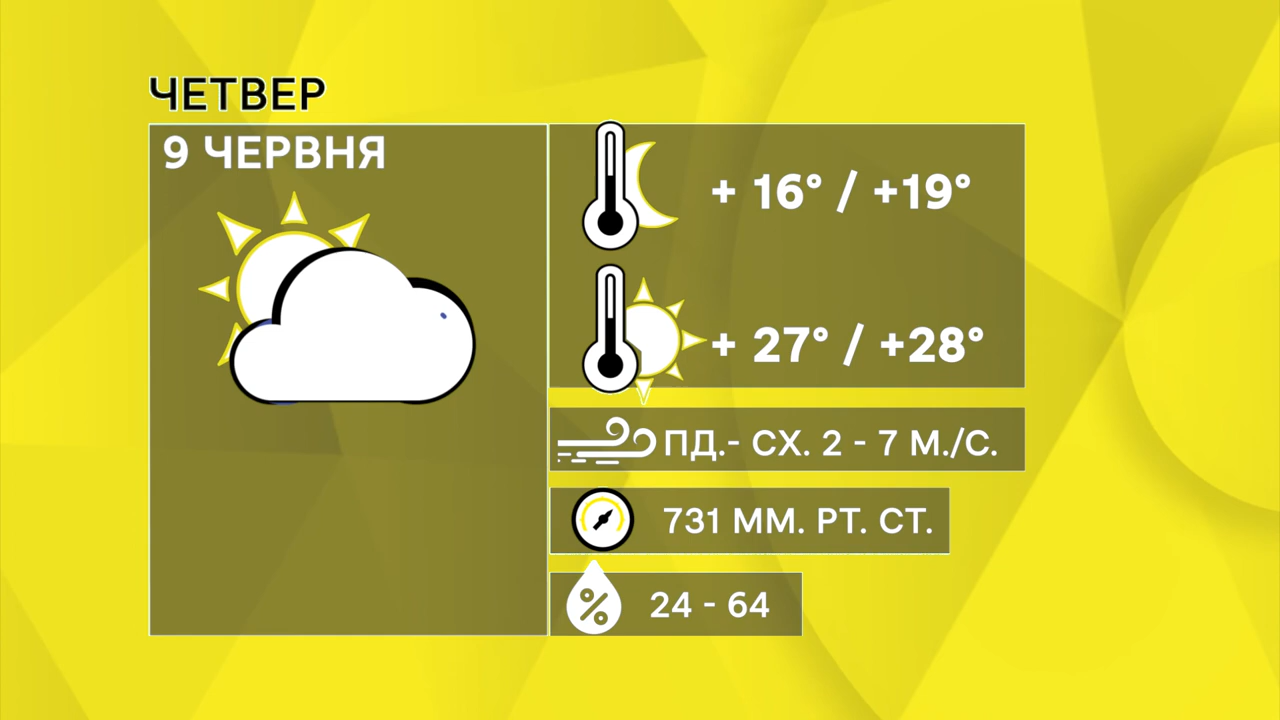 ЧЕТВЕР
9 ЧЕРВНЯ
+ 16° / +19°
+ 27° / +28°
ПД.- СХ. 2 - 7 М./С.
731 ММ. РТ. СТ.
% 24 - 64